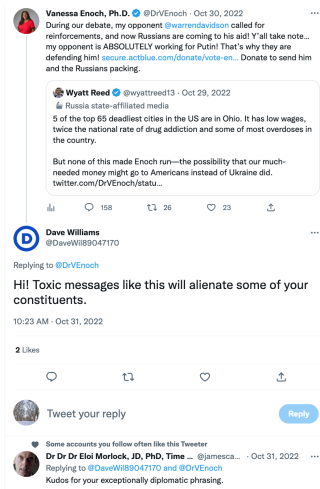 Vanessa Enoch, Ph.D. @DrVEnoch · Oct 30, 2022
During our debate, my opponent @warrendavidson called for
reinforcements, and now Russians are coming to his aid! Y'all take note...
my opponent is ABSOLUTELY working for Putin! That's why they are
defending him! secure.actblue.com/donate/vote-en... Donate to send him
and the Russians packing.
Wyatt Reed @wyattreed13 · Oct 29, 2022
Russia state-affiliated media
5 of the top 65 deadliest cities in the US are in Ohio. It has low wages,
twice the national rate of drug addiction and some of most overdoses in
the country.
But none of this made Enoch run—the possibility that our much-
needed money might go to Americans instead of Ukraine did.
twitter.com/DrVEnoch/statu...
158 26 23
Dave Williams
@DaveWil89047170
Replying to @DrVEnoch
Hi! Toxic messages like this will alienate some of your
constituents.
10:23 AM · Oct 31, 2022
2 Likes
Tweet your reply
Reply
Some accounts you follow often like this Tweeter
Dr Dr Dr Eloi Morlock, JD, PhD, Time ... @jamesca... · Oct 31, 2022
Replying to @DaveWil89047170 and @DrVEnoch
Kudos for your exceptionally diplomatic phrasing.